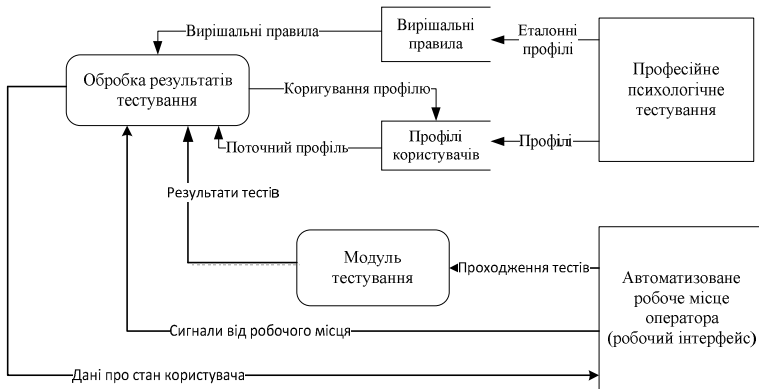 Вирішальні правила
Вирішальні
правила
Еталонні
профілі
Професійне
психологічне
тестування
Обробка результатів
тестування
Коригування профілю
Поточний профіль
Профілі
користувачів
Профілі
Результати тестів
Модуль
тестування
Проходження тестів
Автоматизоване
робоче місце
оператора
(робочий інтерфейс)
Сигнали від робочого місця
Дані про стан користувача